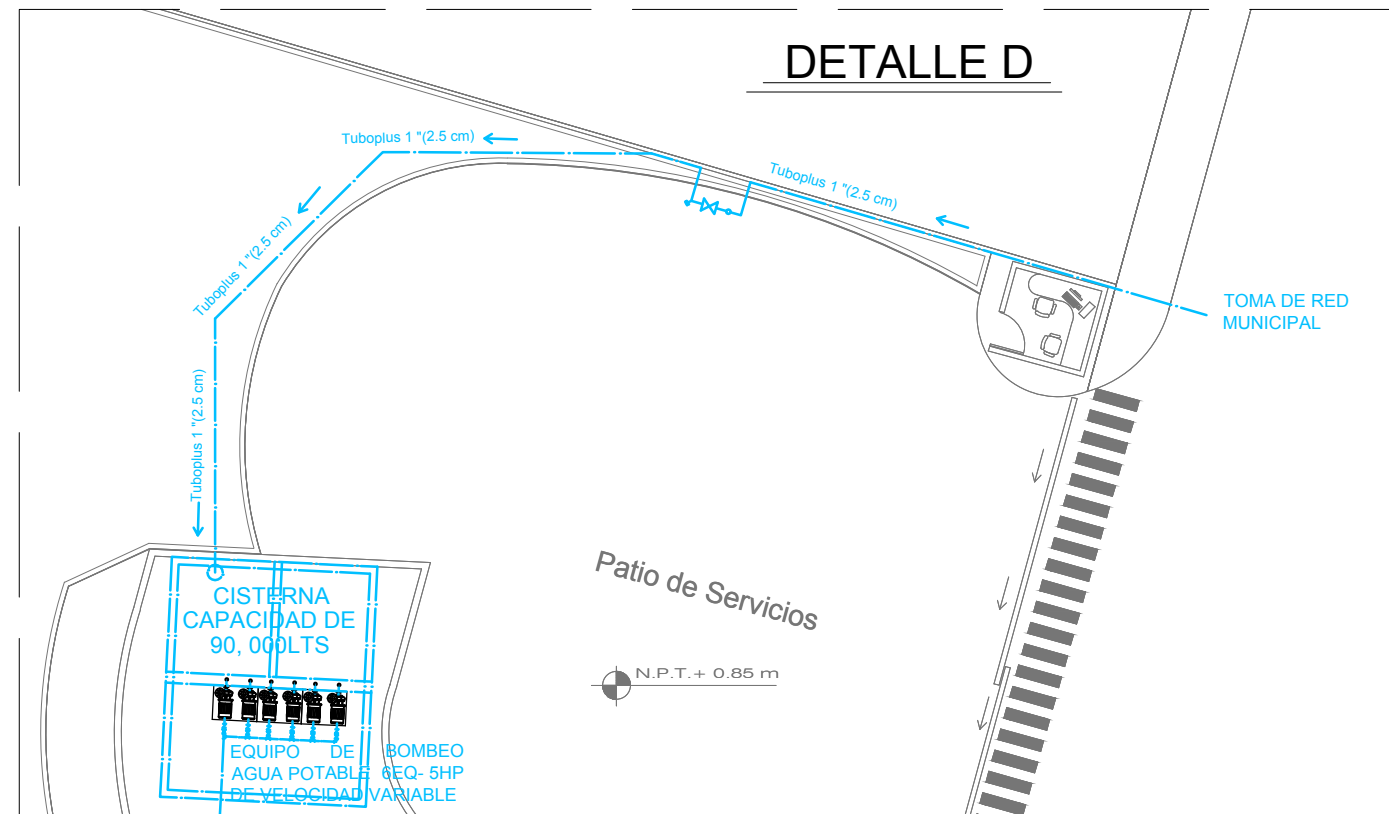 DETALLE D
Tuboplus 1 "(2.5 cm)
Tuboplus 1 "(2.5 cm)
Tuboplus 1 "(2.5 cm)
TOMA DE RED
MUNICIPAL
Tuboplus 1 "(2.5 cm)
Patio de Servicios
CISTERNA
CAPACIDAD DE
90, 000LTS
N.P.T.+ 0.85 m
EQUIPO DE BOMBEO
AGUA POTABLE 6EQ- 5HP
DE VELOCIDAD VARIABLE